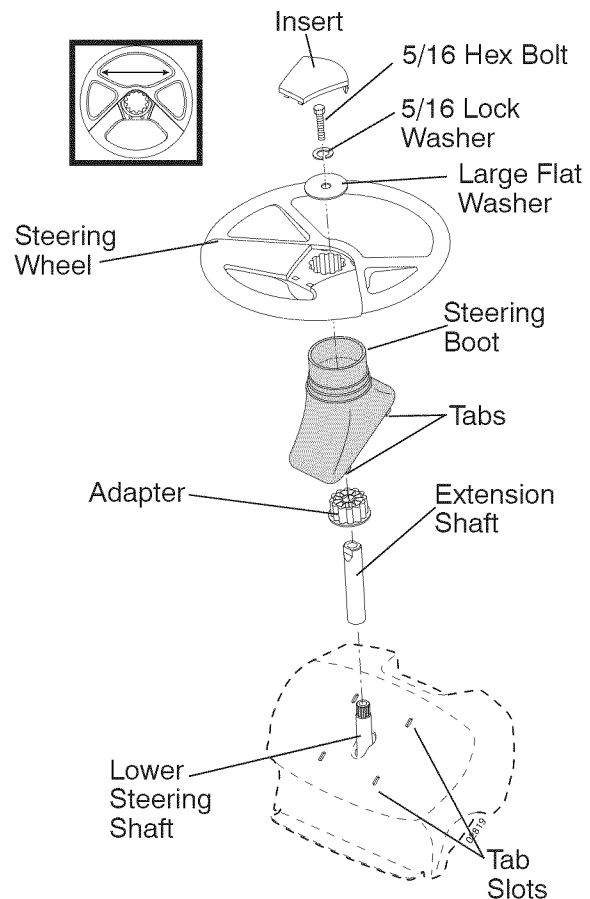 Insert
5/16 Hex Bolt
5/16 Lock
Washer
Large Flat
Washer
Steering
Wheel
Steering
Boot
Tabs
Adapter
Extension
Shaft
Lower
Steering
Shaft
02819
Tab
Slots